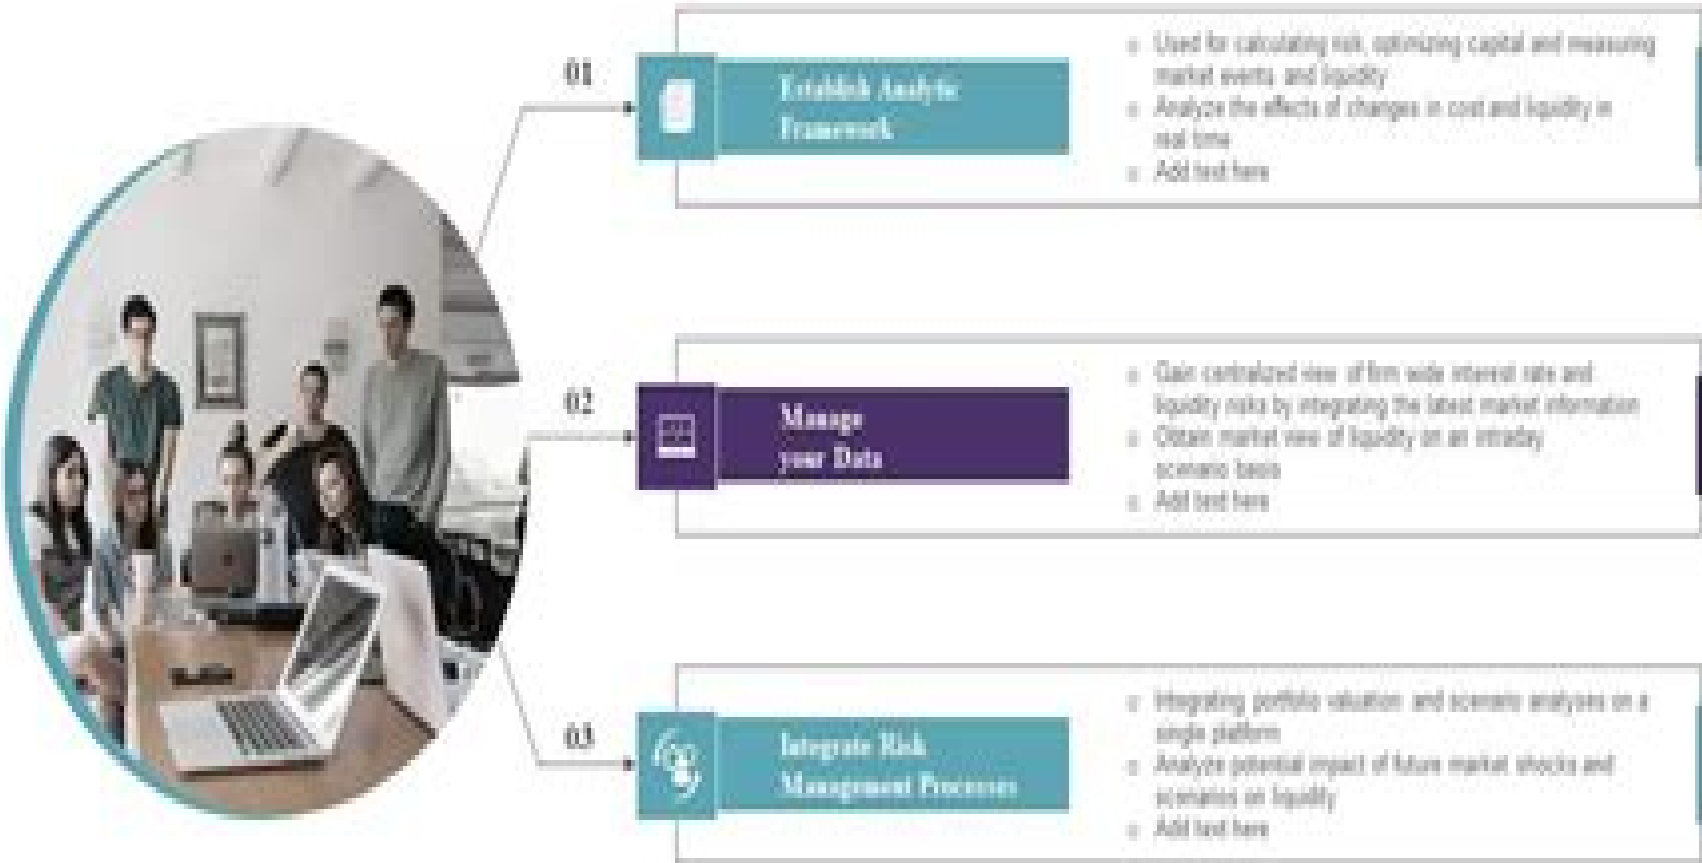 01
Establish Analytic
Framework
Used for calculating risk, optimizing capital and measuring
market events and liquidity
Analyze the effects of changes in cost and liquidity in
real time
Add text here
02
Manage
your Data
Gain centralized view of firm wide interest rate and
liquidity risks by integrating the latest market information
Obtain market view of liquidity on an intraday
scenario basis
Add text here
03
Integrate Risk
Management Processes
Integrating portfolio valuation and scenario analyses on a
single platform
Analyze potential impact of future market shocks and
scenarios on liquidity
Add text here